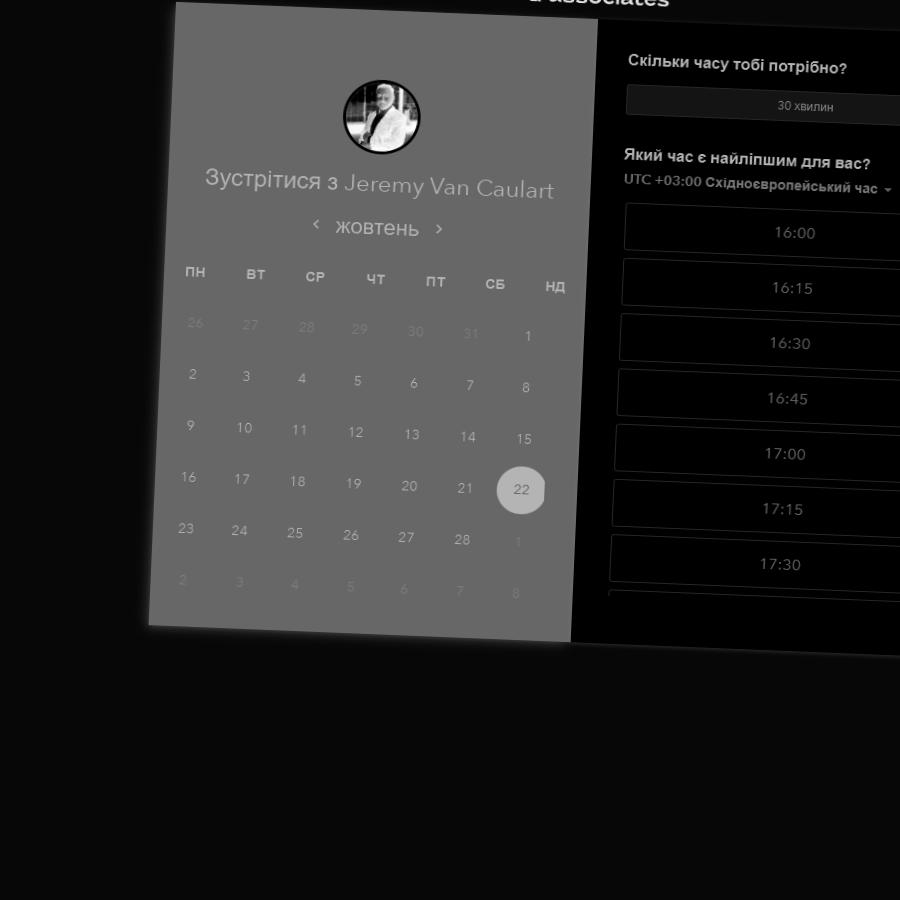 associates
Зустрітися з Jeremy Van Caulart
жовтень
ПН ВТ СР ЧТ ПТ СБ НД
26 27 28 29 30 31 1
2 3 4 5 6 7 8
9 10 11 12 13 14 15
16 17 18 19 20 21 22
23 24 25 26 27 28 1
2 3 4 5 6 7 8
Скільки часу тобі потрібно?
30 хвилин
Який час є найліпшим для вас?
UTC +03:00 Східноєвропейський час
16:00
16:15
16:30
16:45
17:00
17:15
17:30